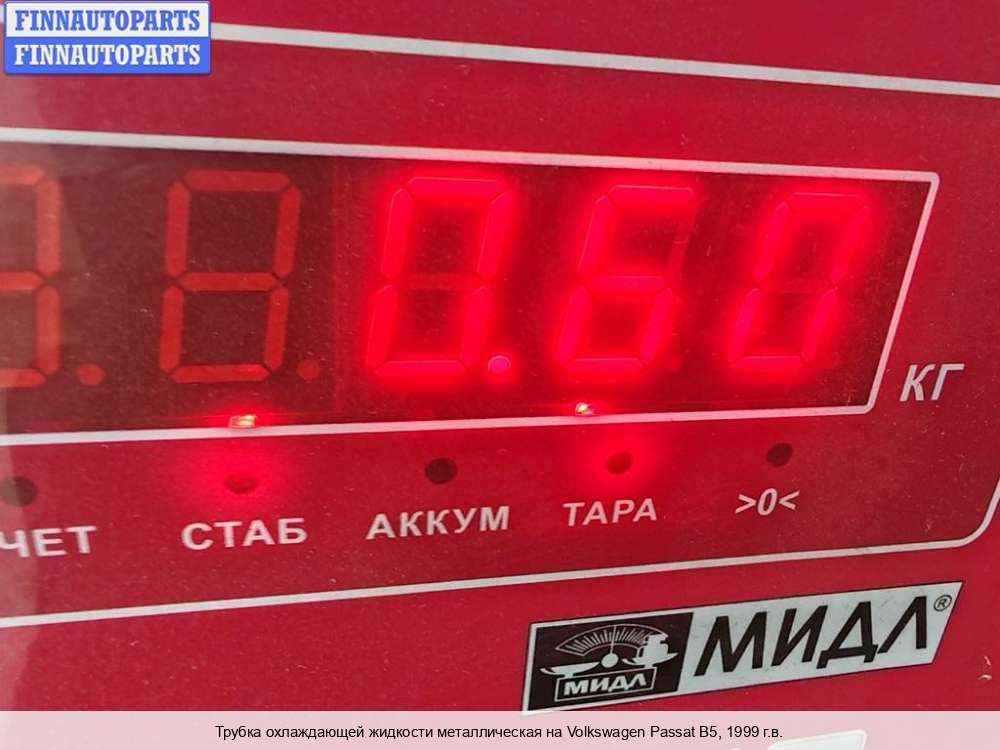 FINNAUTOPARTS
FINNAUTOPARTS
0.60
КГ
ЧЕТ СТАБ АККУМ ТАРА >0<
МИДЛ МИДЛ®
Трубка охлаждающей жидкости металлическая на Volkswagen Passat B5, 1999 г.в.